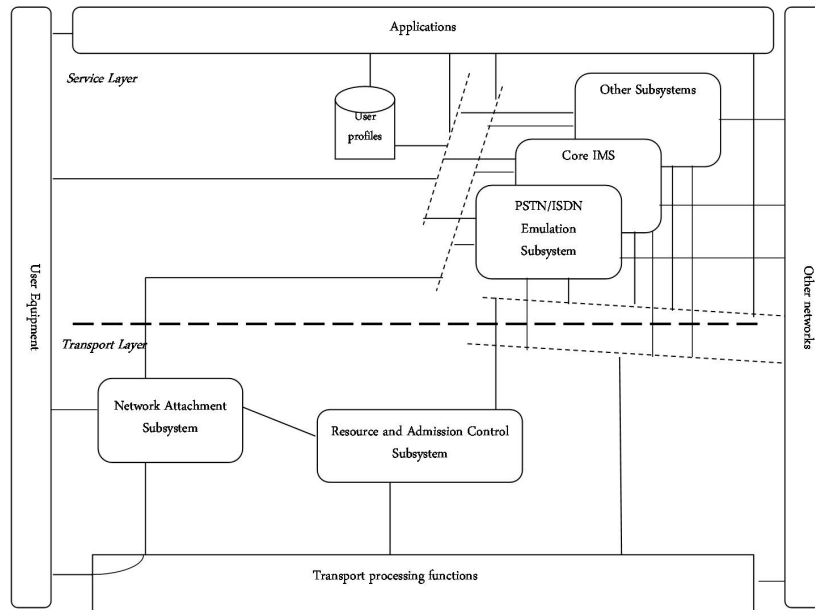 Applications
Service Layer
Other Subsystems
User
profiles
Core IMS
PSTN/ISDN
Emulation
Subsystem
User Equipment
Other networks
Transport Layer
Network Attachment
Subsystem
Resource and Admission Control
Subsystem
Transport processing functions